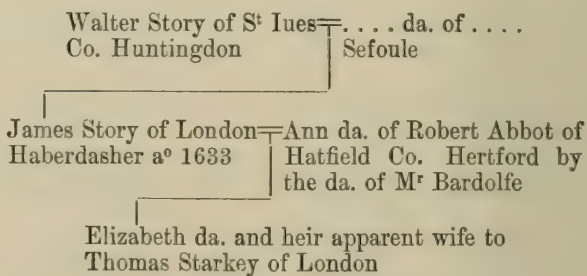 Walter Story of Sᵗ Iues=. . . . da. of . . . .
Co. Huntingdon Sefoule
James Story of London=Ann da. of Robert Abbot of
Haberdasher aᵒ 1633 Hatfield Co. Hertford by
the da. of Mʳ Bardolfe
Elizabeth da. and heir apparent wife to
Thomas Starkey of London